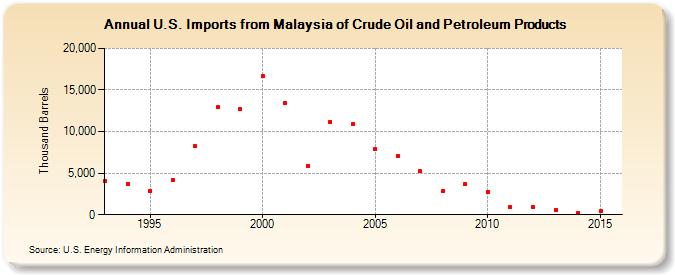 Annual U.S. Imports from Malaysia of Crude Oil and Petroleum Products
Thousand Barrels
20,000
15,000
10,000
5,000
0
1995 2000 2005 2010 2015
Source: U.S. Energy Information Administration